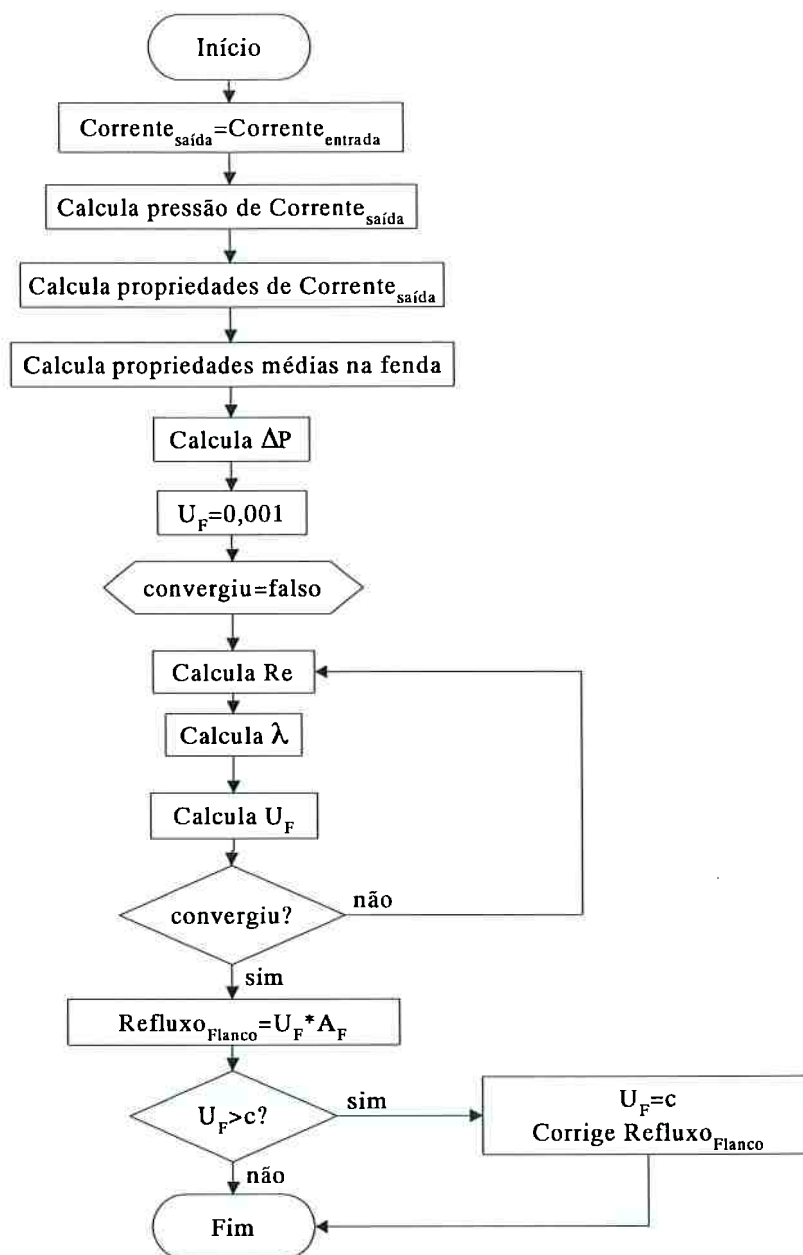 Início
Corrente_saída=Corrente_entrada
Calcula pressão de Corrente_saída
Calcula propriedades de Corrente_saída
Calcula propriedades médias na fenda
Calcula ΔP
U_F=0,001
convergiu=falso
Calcula Re
Calcula λ
Calcula U_F
convergiu?
não
sim
Refluxo_Flanco=U_F*A_F
U_F>c?
sim
U_F=c
Corrige Refluxo_Flanco
não
Fim